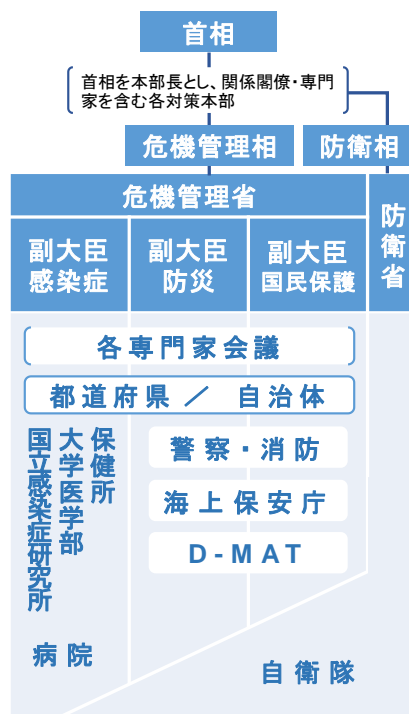 首相
首相を本部長とし、関係閣僚・専門
家を含む各対策本部
危機管理相
防衛相
危機管理省
防衛省
副大臣
感染症
副大臣
防災
副大臣
国民保護
各専門家会議
都道府県 / 自治体
保健所
大学医学部
国立感染症研究所
警察・消防
海上保安庁
D-MAT
病院
自衛隊